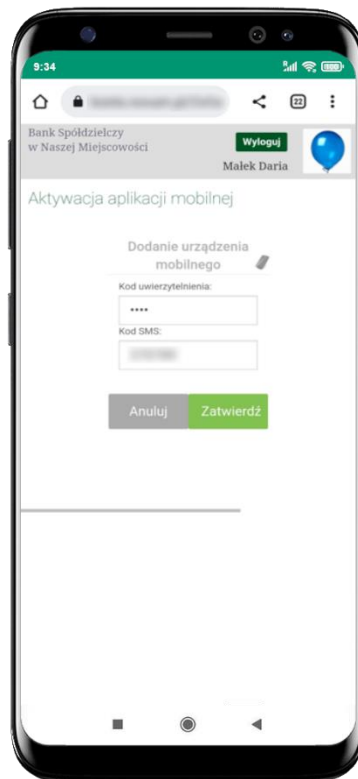 9:34
22
Bank Spółdzielczy
w Naszej Miejscowości
Wyloguj
Małek Daria
Aktywacja aplikacji mobilnej
Dodanie urządzenia
mobilnego
Kod uwierzytelnienia:
••••
Kod SMS:
Anuluj
Zatwierdź